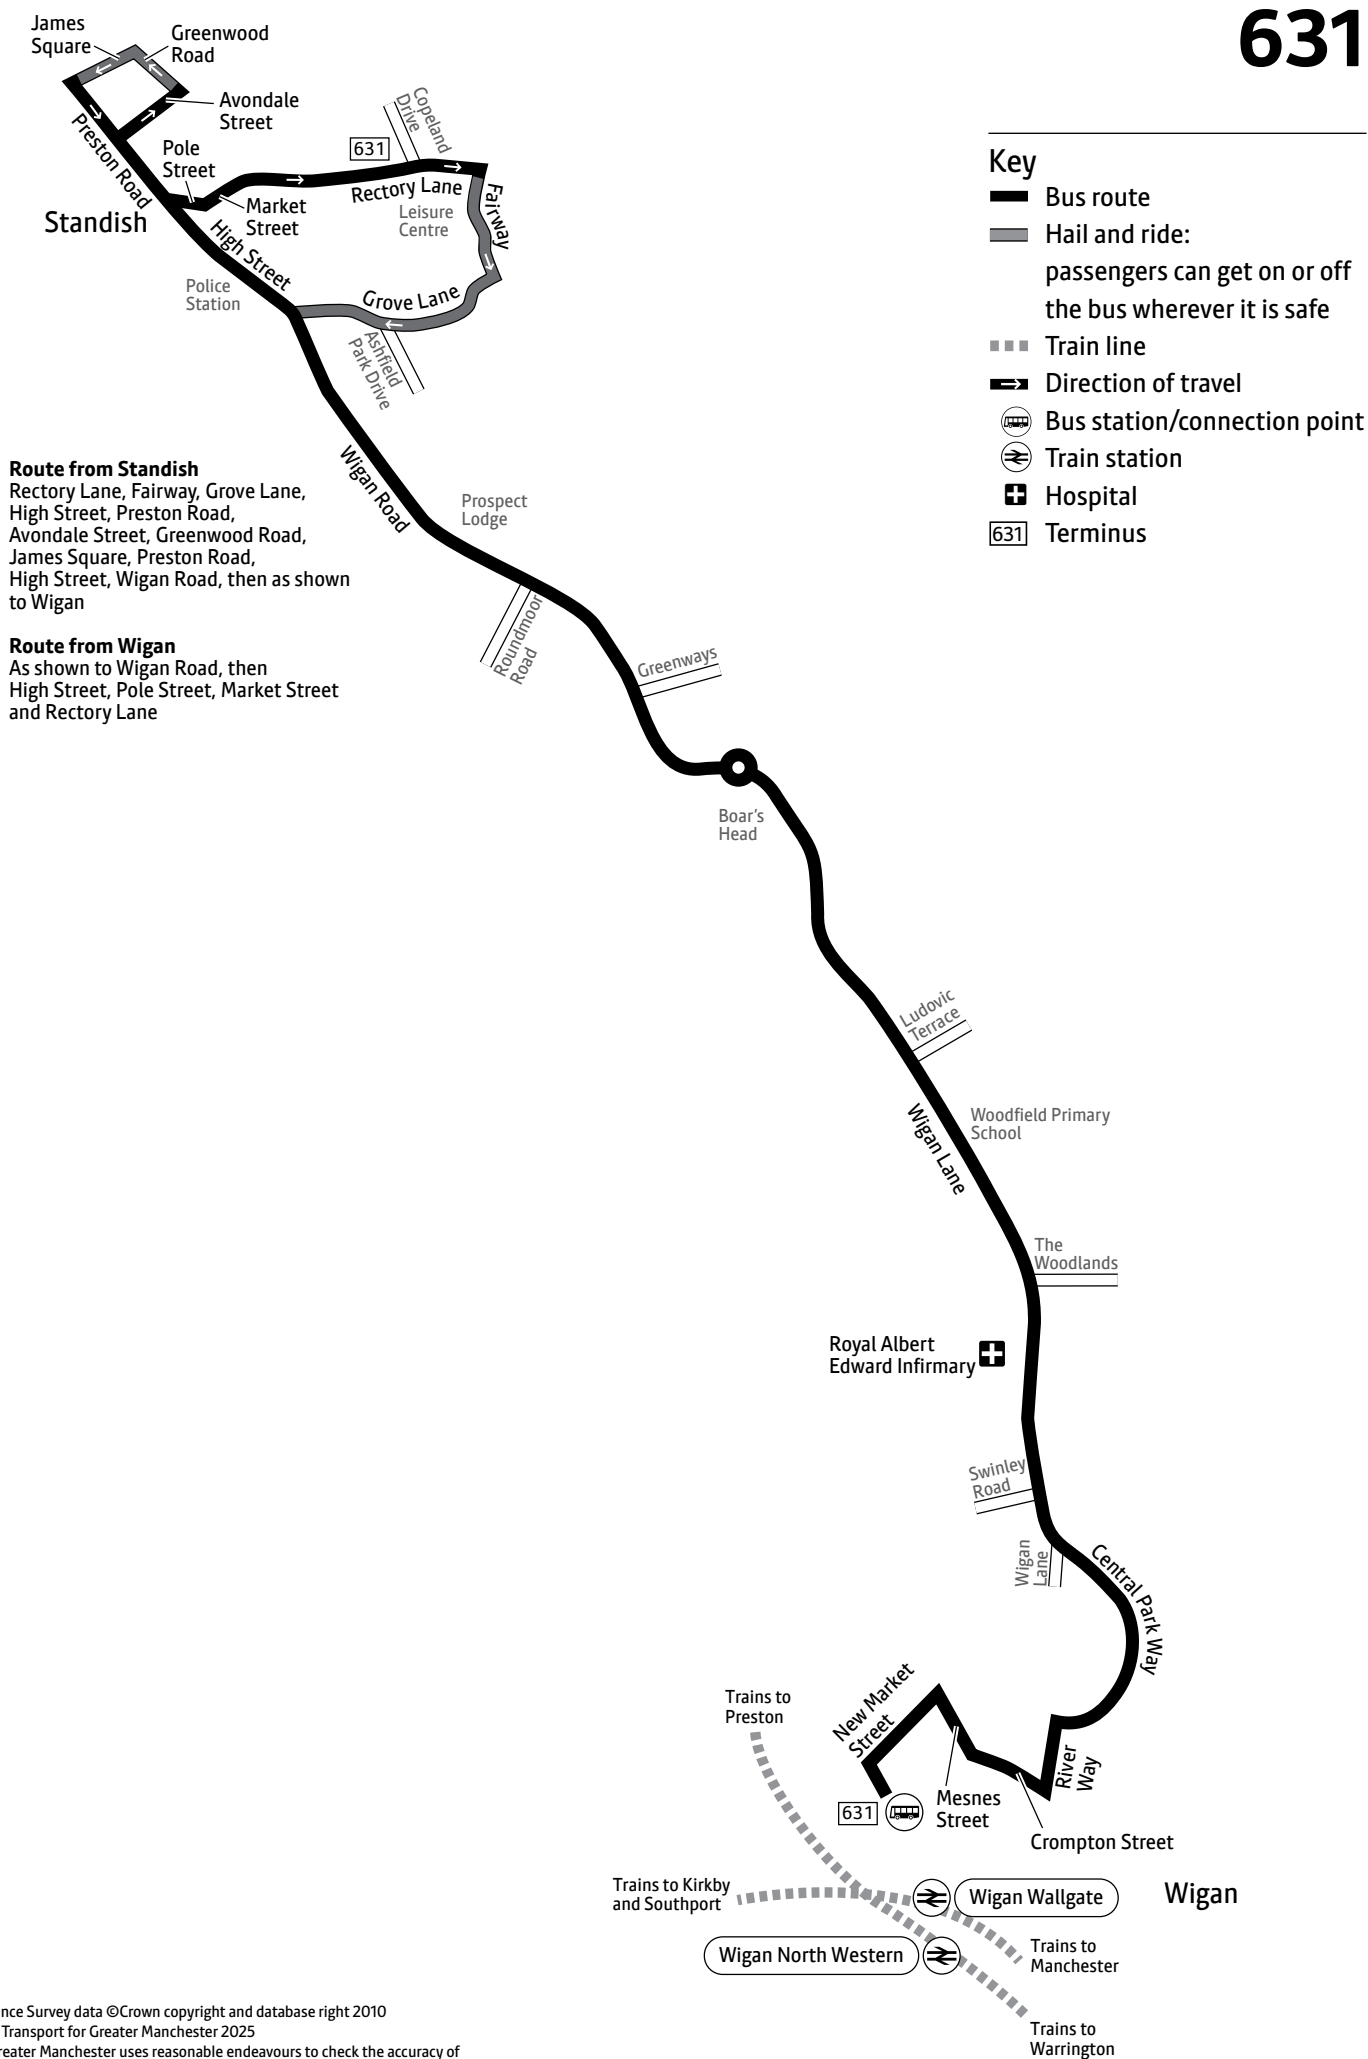 631
James
Square
Greenwood
Road
Avondale
Street
Preston Road
Pole
Street
Market
Street
Standish
631
Copeland
Drive
Rectory Lane
Leisure
Centre
Fairway
High Street
Police
Station
Grove Lane
Ashfield
Park Drive
Key
Bus route
Hail and ride:
passengers can get on or off
the bus wherever it is safe
Train line
Direction of travel
Bus station/connection point
Train station
Hospital
631 Terminus
Route from Standish
Rectory Lane, Fairway, Grove Lane,
High Street, Preston Road,
Avondale Street, Greenwood Road,
James Square, Preston Road,
High Street, Wigan Road, then as shown
to Wigan
Route from Wigan
As shown to Wigan Road, then
High Street, Pole Street, Market Street
and Rectory Lane
Wigan Road
Prospect
Lodge
Roundmoor
Road
Greenways
Boar's
Head
Ludovic
Terrace
Wigan Lane
Woodfield Primary
School
The
Woodlands
Royal Albert
Edward Infirmary
Swinley
Road
Wigan
Lane
Central Park Way
New Market
Street
River
Way
Mesnes
Street
Crompton Street
631
Trains to
Preston
Trains to Kirkby
and Southport
Wigan Wallgate
Wigan
Wigan North Western
Trains to
Manchester
Trains to
Warrington
nce Survey data ©Crown copyright and database right 2010
Transport for Greater Manchester 2025
reater Manchester uses reasonable endeavours to check the accuracy of